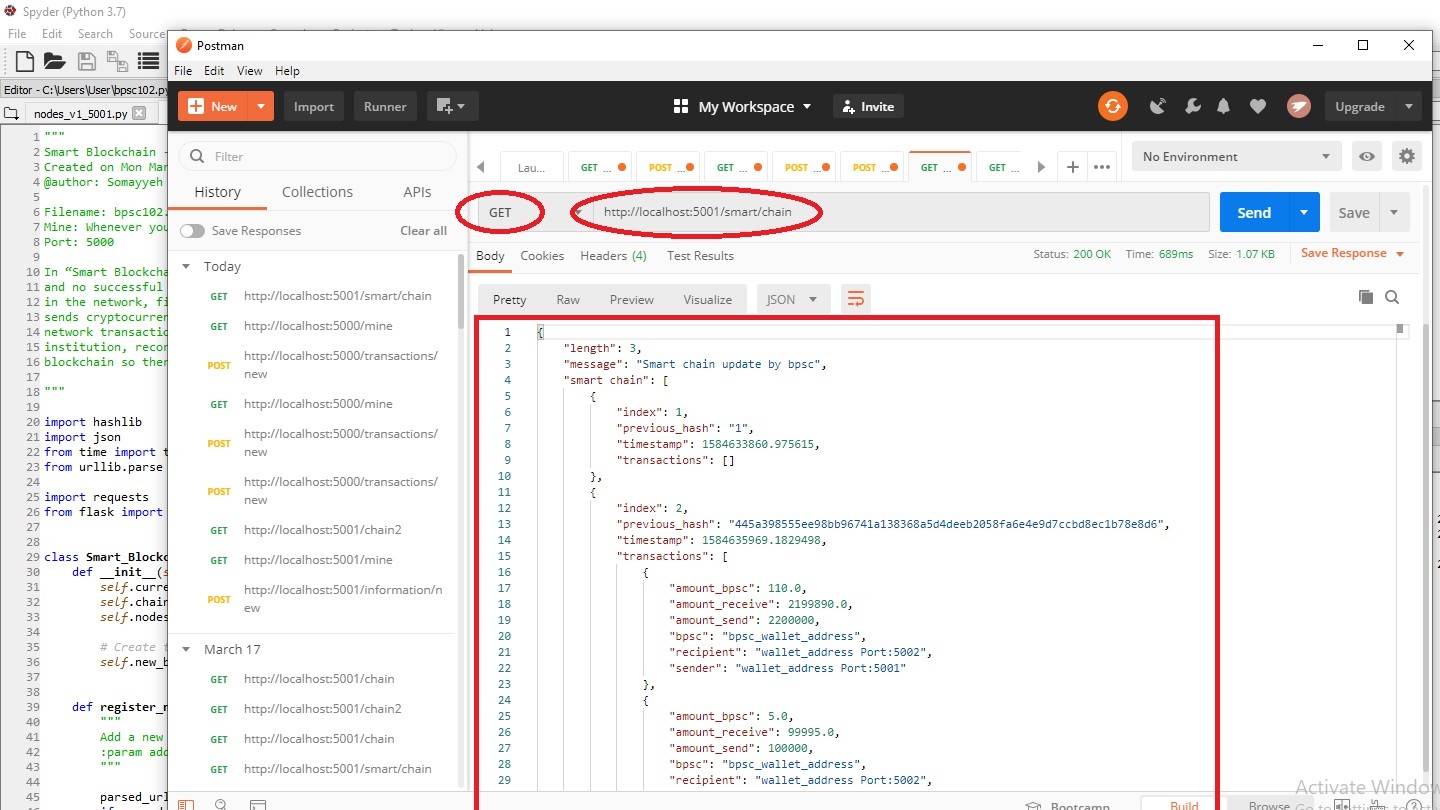 Spyder (Python 3.7)
File Edit Search Source
Editor - C:\Users\User\bpsc102.py
nodes_v1_5001.py
1 """
2 Smart Blockchain -
3 Created on Mon Mar
4 @author: Somayyeh
5
6 Filename: bpsc102.
7 Mine: Whenever you
8 Port: 5000
9
10 In “Smart Blockcha
11 and no successful
12 in the network, fi
13 sends cryptocurren
14 network transactio
15 institution, recor
16 blockchain so ther
17
18 """
19
20 import hashlib
21 import json
22 from time import t
23 from urllib.parse
24
25 import requests
26 from flask import
27
28
29 class Smart_Blockc
30 def __init__(s
31 self.curre
32 self.chain
33 self.nodes
34
35 # Create t
36 self.new_b
37
38
39 def register_n
40 """
41 Add a new
42 :param add
43 """
44
45 parsed_url
46
Postman
File Edit View Help
New Import Runner My Workspace Invite Upgrade
Filter
History Collections APIs
Save Responses Clear all
Today
GET http://localhost:5001/smart/chain
GET http://localhost:5000/mine
POST http://localhost:5000/transactions/
new
GET http://localhost:5000/mine
POST http://localhost:5000/transactions/
new
POST http://localhost:5000/transactions/
new
GET http://localhost:5001/chain2
GET http://localhost:5001/mine
POST http://localhost:5001/information/n
ew
March 17
GET http://localhost:5001/chain
GET http://localhost:5001/chain2
GET http://localhost:5001/chain
GET http://localhost:5001/smart/chain
Lau... GET ... POST ... GET ... POST ... POST ... GET ... GET ... + ••• No Environment
GET http://localhost:5001/smart/chain Send Save
Body Cookies Headers (4) Test Results Status: 200 OK Time: 689ms Size: 1.07 KB Save Response
Pretty Raw Preview Visualize JSON
1 {
2 "length": 3,
3 "message": "Smart chain update by bpsc",
4 "smart chain": [
5 {
6 "index": 1,
7 "previous_hash": "1",
8 "timestamp": 1584633860.975615,
9 "transactions": []
10 },
11 {
12 "index": 2,
13 "previous_hash": "445a398555ee98bb96741a138368a5d4deeb2058fa6e4e9d7ccbd8ec1b78e8d6",
14 "timestamp": 1584635969.1829498,
15 "transactions": [
16 {
17 "amount_bpsc": 110.0,
18 "amount_receive": 2199890.0,
19 "amount_send": 2200000,
20 "bpsc": "bpsc_wallet_address",
21 "recipient": "wallet_address Port:5002",
22 "sender": "wallet_address Port:5001"
23 },
24 {
25 "amount_bpsc": 5.0,
26 "amount_receive": 99995.0,
27 "amount_send": 100000,
28 "bpsc": "bpsc_wallet_address",
29 "recipient": "wallet_address Port:5002",
Activate Window
Bootcamp Build Browse